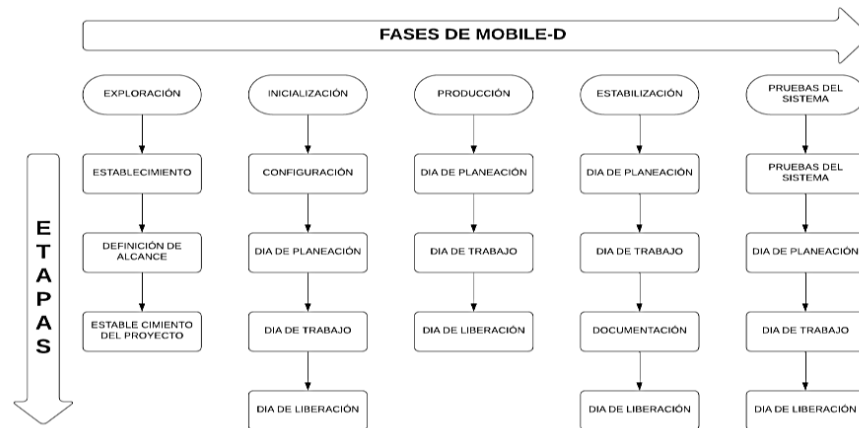 FASES DE MOBILE-D
EXPLORACIÓN
INICIALIZACIÓN
PRODUCCIÓN
ESTABILIZACIÓN
PRUEBAS DEL
SISTEMA
ETAPAS
ESTABLECIMIENTO
CONFIGURACIÓN
DIA DE PLANEACIÓN
DIA DE PLANEACIÓN
PRUEBAS DEL
SISTEMA
DEFINICIÓN DE
ALCANCE
DIA DE PLANEACIÓN
DIA DE TRABAJO
DIA DE TRABAJO
DIA DE PLANEACIÓN
ESTABLE CIMIENTO
DEL PROYECTO
DIA DE TRABAJO
DIA DE LIBERACIÓN
DOCUMENTACIÓN
DIA DE TRABAJO
DIA DE LIBERACIÓN
DIA DE LIBERACIÓN
DIA DE LIBERACIÓN